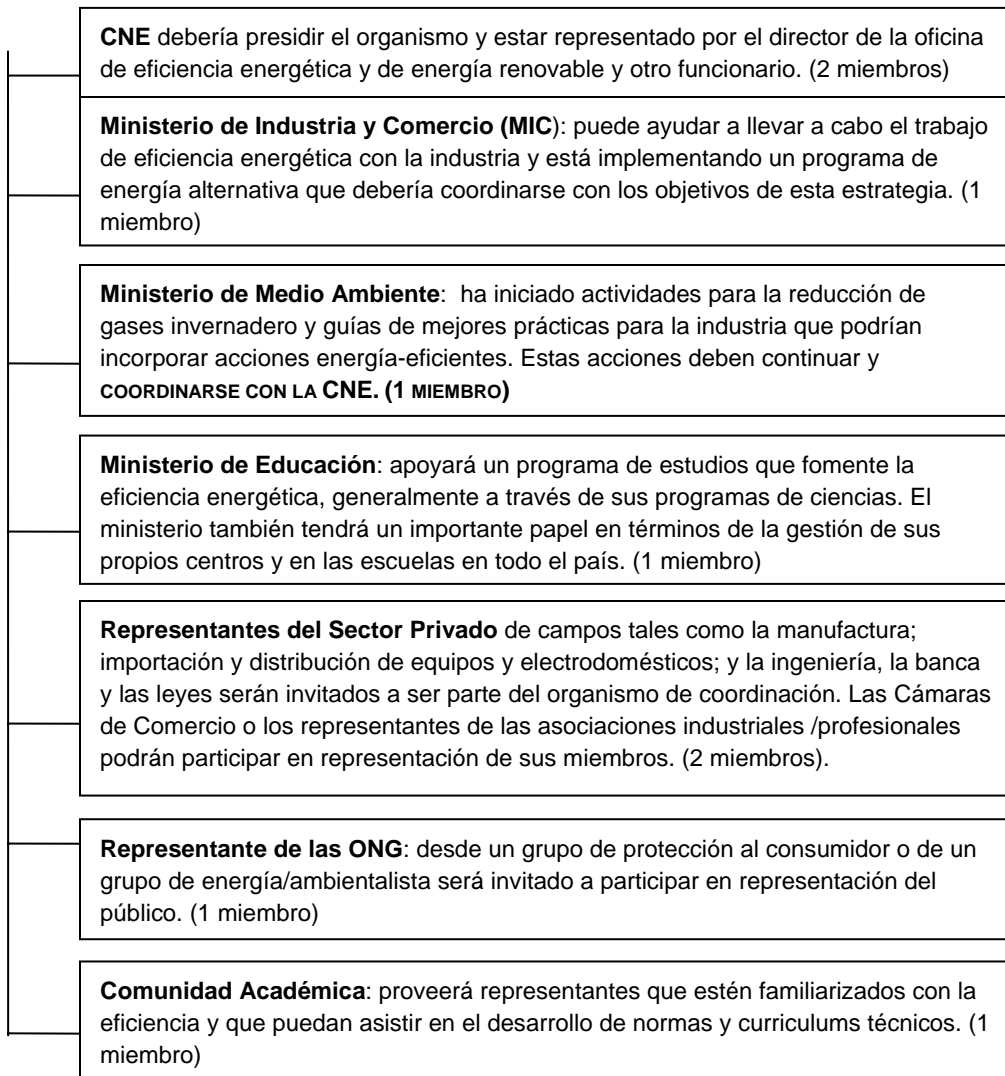 CNE debería presidir el organismo y estar representado por el director de la oficina
de eficiencia energética y de energía renovable y otro funcionario. (2 miembros)
Ministerio de Industria y Comercio (MIC): puede ayudar a llevar a cabo el trabajo
de eficiencia energética con la industria y está implementando un programa de
energía alternativa que debería coordinarse con los objetivos de esta estrategia. (1
miembro)
Ministerio de Medio Ambiente:  ha iniciado actividades para la reducción de
gases invernadero y guías de mejores prácticas para la industria que podrían
incorporar acciones energía-eficientes. Estas acciones deben continuar y
COORDINARSE CON LA CNE. (1 MIEMBRO)
Ministerio de Educación: apoyará un programa de estudios que fomente la
eficiencia energética, generalmente a través de sus programas de ciencias. El
ministerio también tendrá un importante papel en términos de la gestión de sus
propios centros y en las escuelas en todo el país. (1 miembro)
Representantes del Sector Privado de campos tales como la manufactura;
importación y distribución de equipos y electrodomésticos; y la ingeniería, la banca
y las leyes serán invitados a ser parte del organismo de coordinación. Las Cámaras
de Comercio o los representantes de las asociaciones industriales /profesionales
podrán participar en representación de sus miembros. (2 miembros).
Representante de las ONG: desde un grupo de protección al consumidor o de un
grupo de energía/ambientalista será invitado a participar en representación del
público. (1 miembro)
Comunidad Académica: proveerá representantes que estén familiarizados con la
eficiencia y que puedan asistir en el desarrollo de normas y curriculums técnicos. (1
miembro)